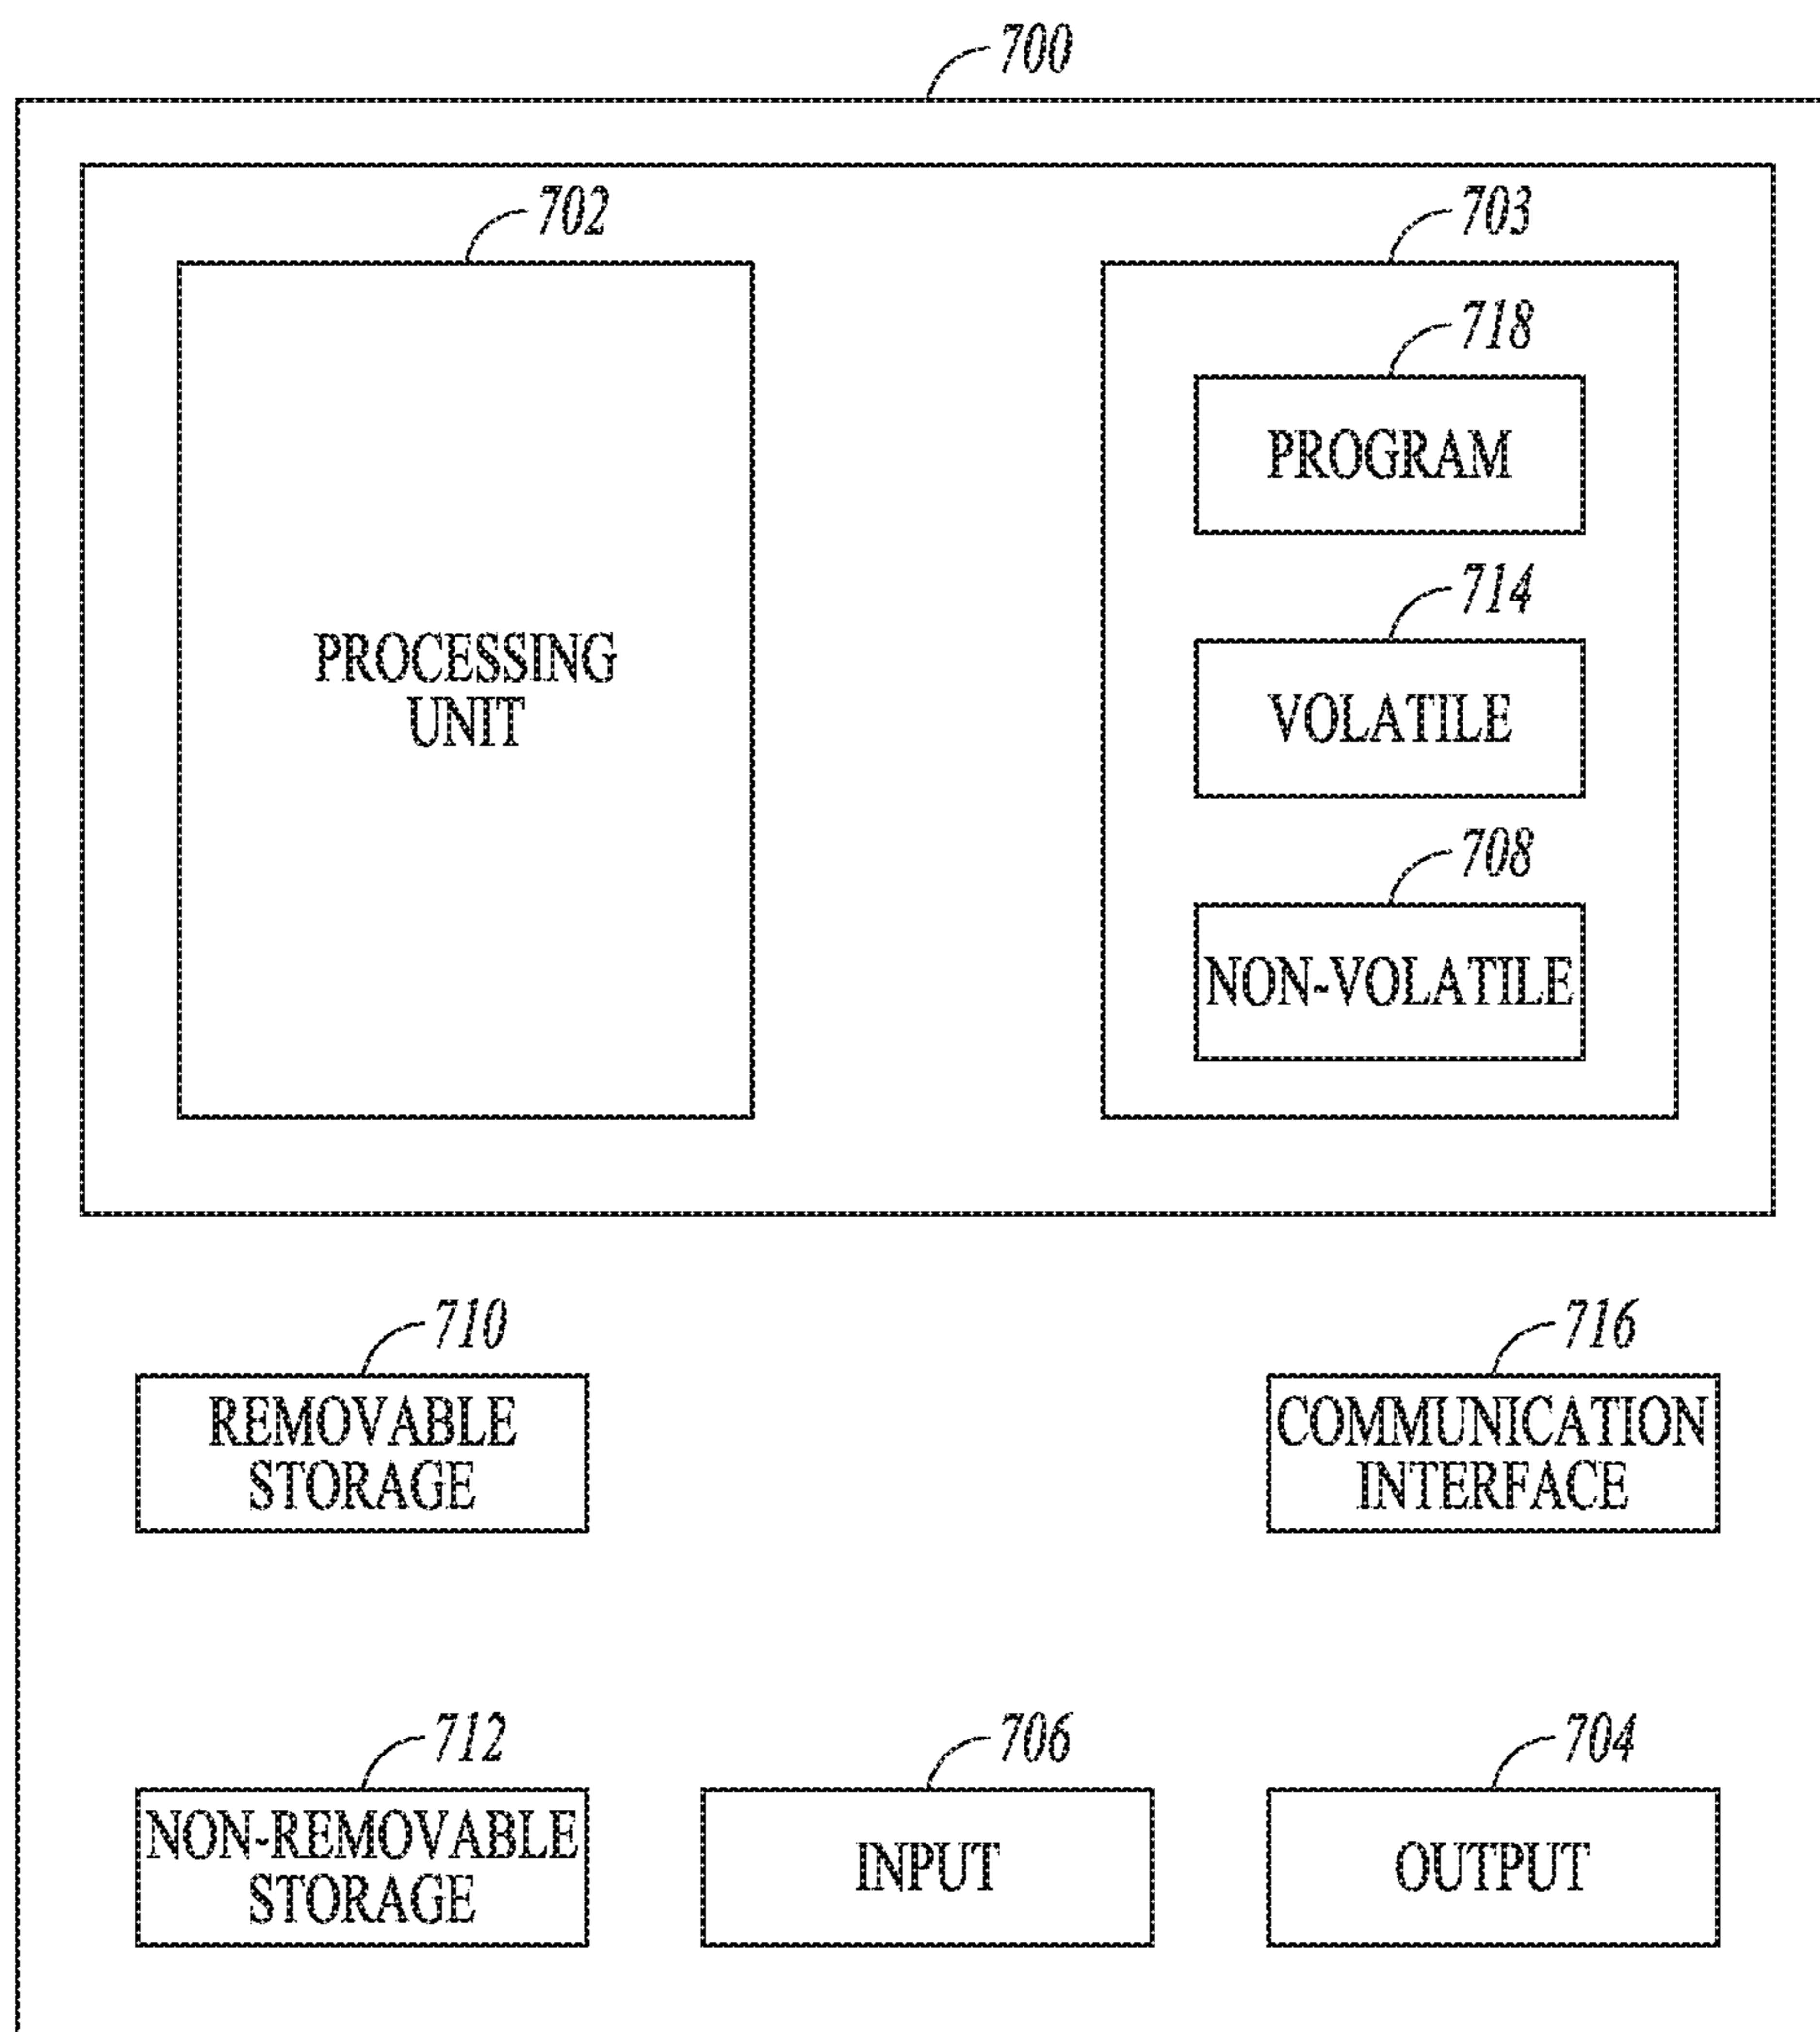 700
702
703
718
PROGRAM
714
PROCESSING
UNIT
VOLATILE
708
NON-VOLATILE
710
716
REMOVABLE
STORAGE
COMMUNICATION
INTERFACE
712
706
704
NON-REMOVABLE
STORAGE
INPUT
OUTPUT